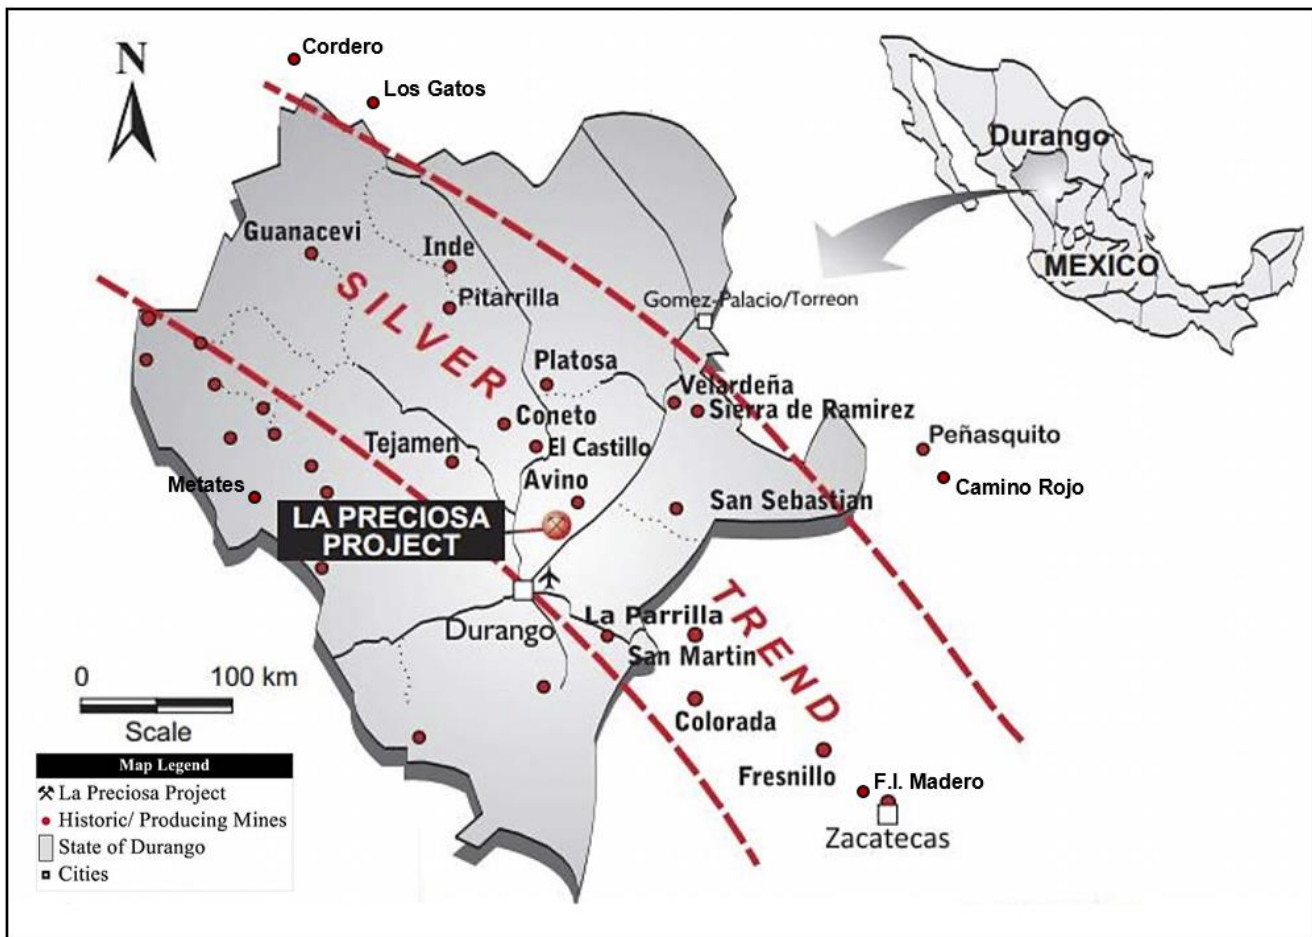 N
Cordero
Los Gatos
Durango
MEXICO
Guanacevi
Inde
Pitarrilla
SILVER
Gomez-Palacio/Torreon
Platosa
Velardeña
Sierra de Ramirez
Coneto
El Castillo
Tejamen
Peñasquito
Camino Rojo
Metates
Avino
San Sebastian
LA PRECIOSA
PROJECT
TREND
La Parrilla
Durango
San Martin
Colorada
Fresnillo
F.I. Madero
Zacatecas
0 100 km
Scale
Map Legend
La Preciosa Project
Historic/ Producing Mines
State of Durango
Cities